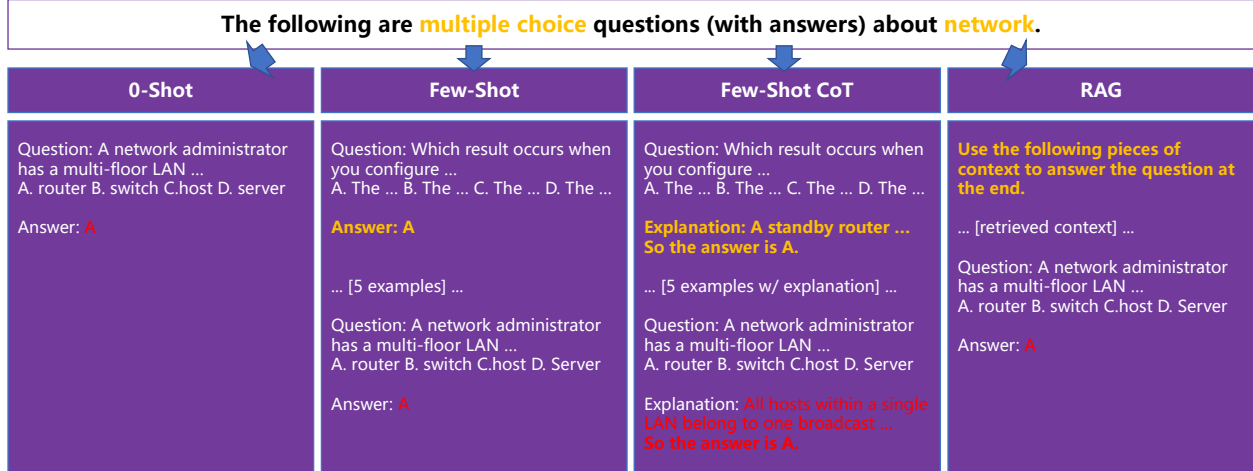 The following are multiple choice questions (with answers) about network.
0-Shot
Question: A network administrator
has a multi-floor LAN ...
A. router B. switch C.host D. server
Answer: A
Few-Shot
Question: Which result occurs when
you configure ...
A. The ... B. The ... C. The ... D. The ...
Answer: A
... [5 examples] ...
Question: A network administrator
has a multi-floor LAN ...
A. router B. switch C.host D. Server
Answer: A
Few-Shot CoT
Question: Which result occurs when
you configure ...
A. The ... B. The ... C. The ... D. The ...
Explanation: A standby router ...
So the answer is A.
... [5 examples w/ explanation] ...
Question: A network administrator
has a multi-floor LAN ...
A. router B. switch C.host D. Server
Explanation: All hosts within a single
LAN belong to one broadcast ...
So the answer is A.
RAG
Use the following pieces of
context to answer the question at
the end.
... [retrieved context] ...
Question: A network administrator
has a multi-floor LAN ...
A. router B. switch C.host D. Server
Answer: A